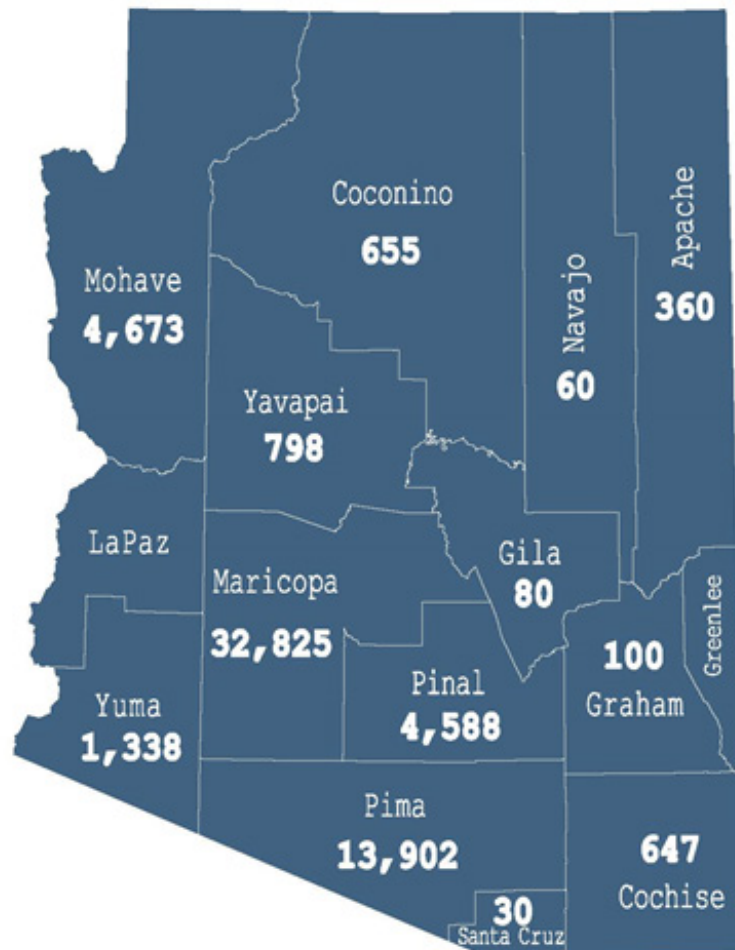 Coconino
655
Apache
360
Navajo
60
Mohave
4,673
Yavapai
798
LaPaz
Gila
80
Maricopa
32,825
Greenlee
100
Graham
Pinal
4,588
Yuma
1,338
Pima
13,902
647
Cochise
30
Santa Cruz